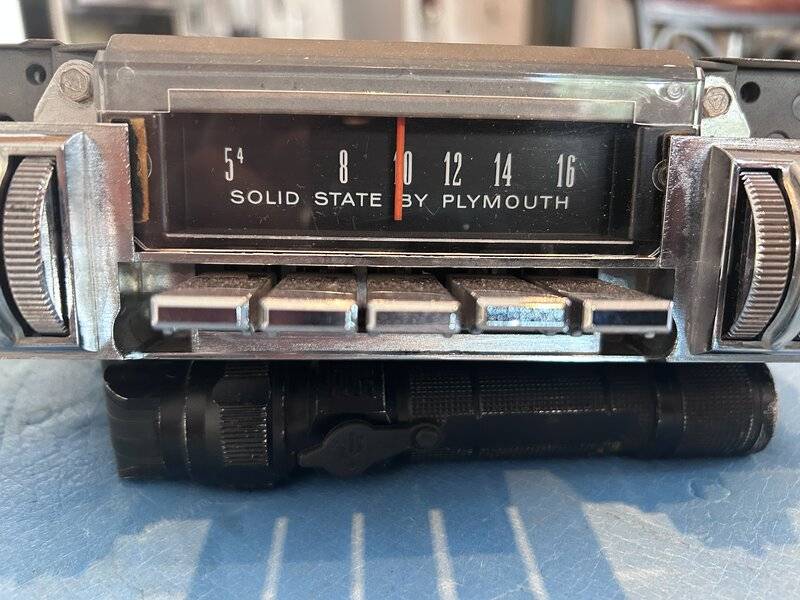 5⁴ 8 10 12 14 16
SOLID STATE BY PLYMOUTH